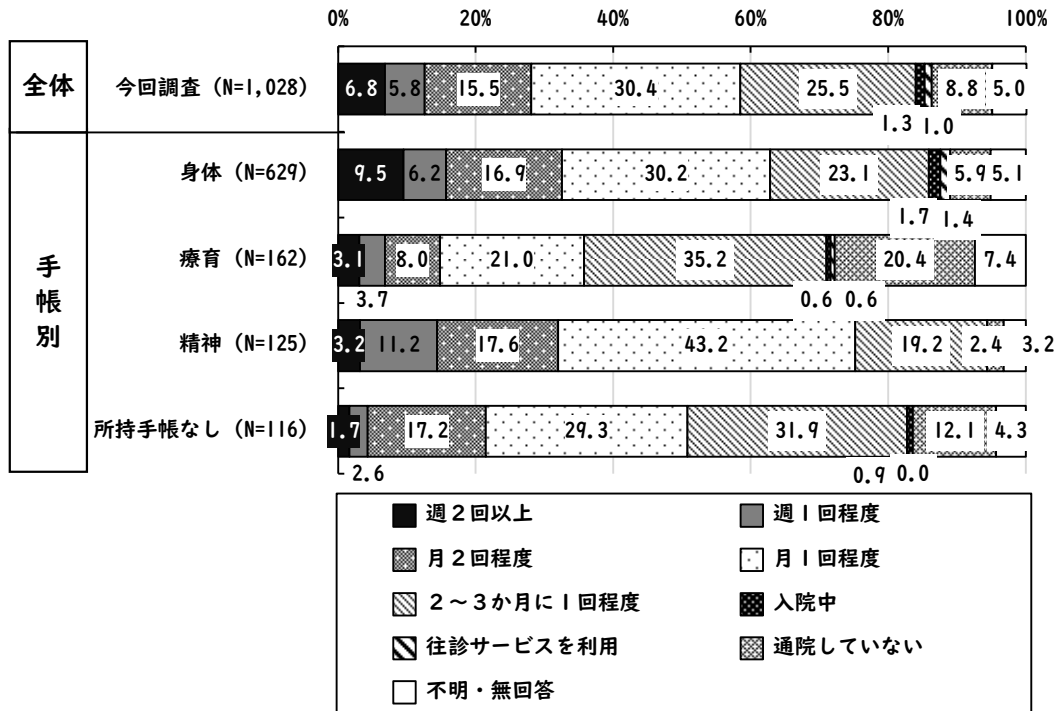 0% 20% 40% 60% 80% 100%
全体
今回調査 (N=1,028) 6.8 5.8 15.5 30.4 25.5 8.8 5.0
1.3 1.0
手帳別
身体 (N=629) 9.5 6.2 16.9 30.2 23.1 5.9 5.1
1.7 1.4
療育 (N=162) 3.1 8.0 21.0 35.2 20.4 7.4
3.7 0.6 0.6
精神 (N=125) 3.2 11.2 17.6 43.2 19.2 2.4 3.2
所持手帳なし (N=116) 1.7 17.2 29.3 31.9 12.1 4.3
2.6 0.9 0.0
週2回以上 週1回程度
月2回程度 月1回程度
2~3か月に1回程度 入院中
往診サービスを利用 通院していない
不明・無回答